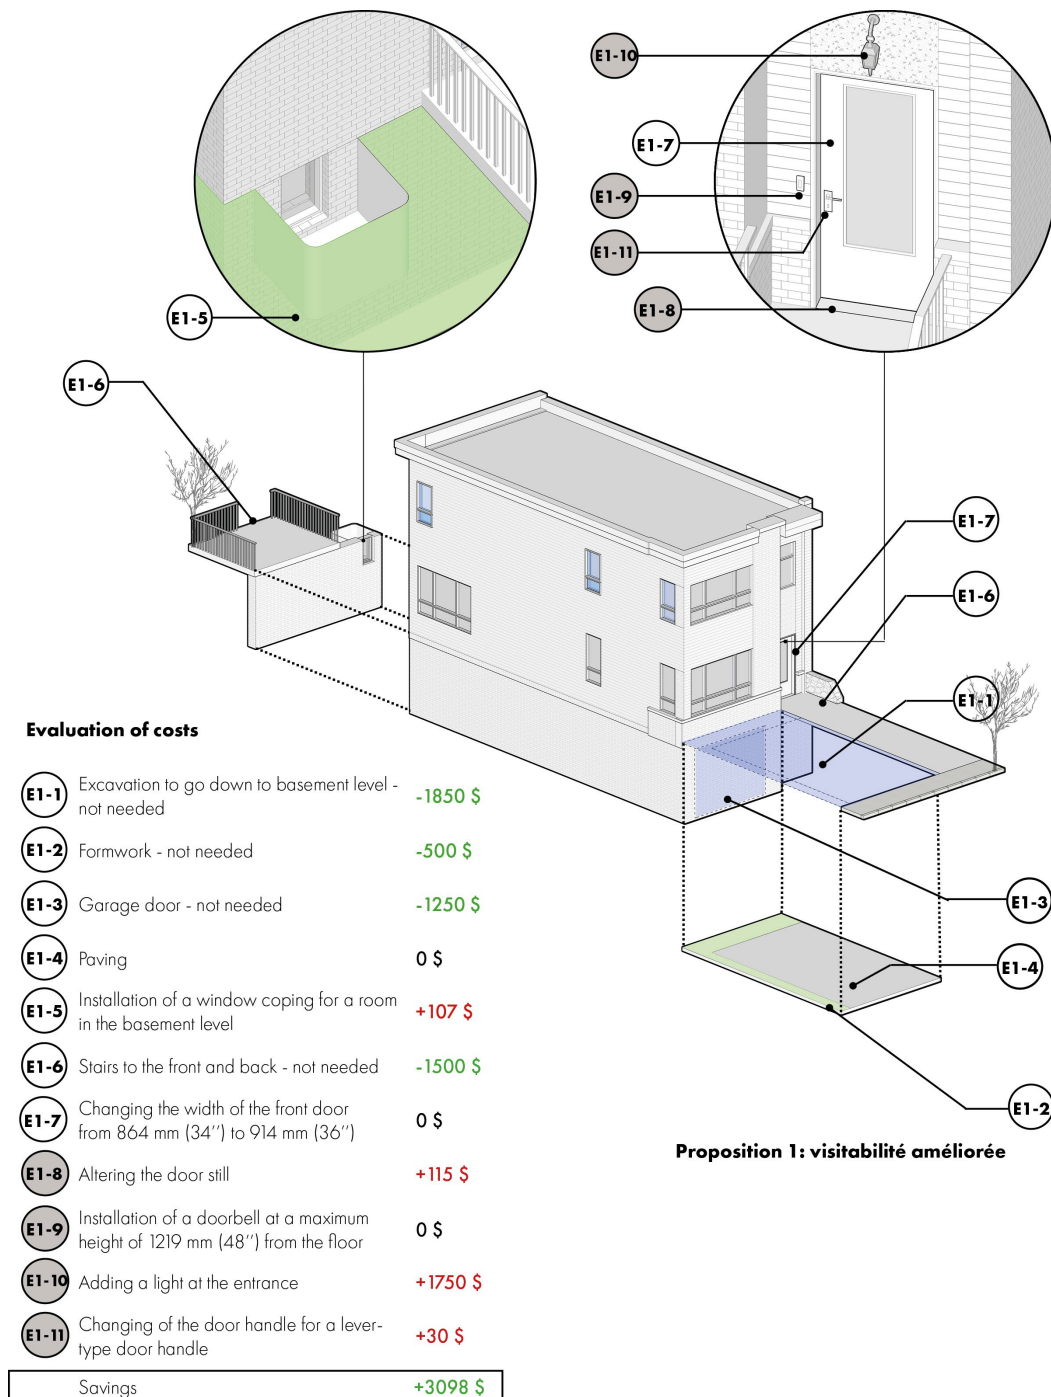 E1-10
E1-7
E1-9
E1-11
E1-8
E1-5
E1-6
E1-7
E1-6
E1-1
E1-3
E1-4
E1-2
Evaluation of costs
E1-1 Excavation to go down to basement level -
not needed -1850 $
E1-2 Formwork - not needed -500 $
E1-3 Garage door - not needed -1250 $
E1-4 Paving 0 $
E1-5 Installation of a window coping for a room
in the basement level +107 $
E1-6 Stairs to the front and back - not needed -1500 $
E1-7 Changing the width of the front door
from 864 mm (34'') to 914 mm (36'') 0 $
E1-8 Altering the door still +115 $
E1-9 Installation of a doorbell at a maximum
height of 1219 mm (48'') from the floor 0 $
E1-10 Adding a light at the entrance +1750 $
E1-11 Changing of the door handle for a lever-
type door handle +30 $
Savings +3098 $
Proposition 1: visitabilité améliorée